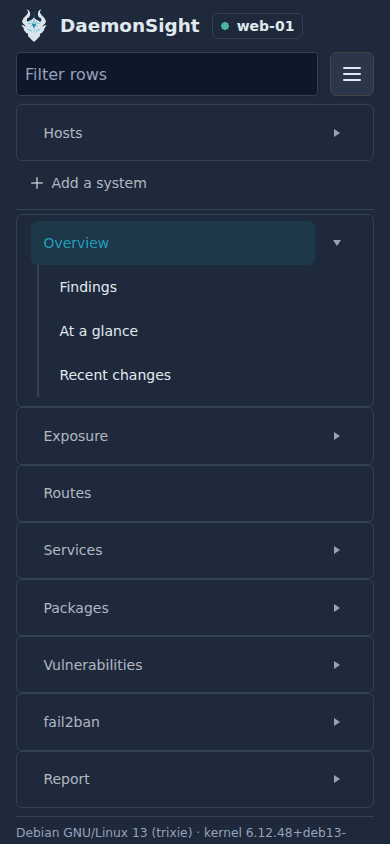 DaemonSight web-01
Filter rows
Hosts
Add a system
Overview
Findings
At a glance
Recent changes
Exposure
Routes
Services
Packages
Vulnerabilities
fail2ban
Report
Debian GNU/Linux 13 (trixie) · kernel 6.12.48+deb13-